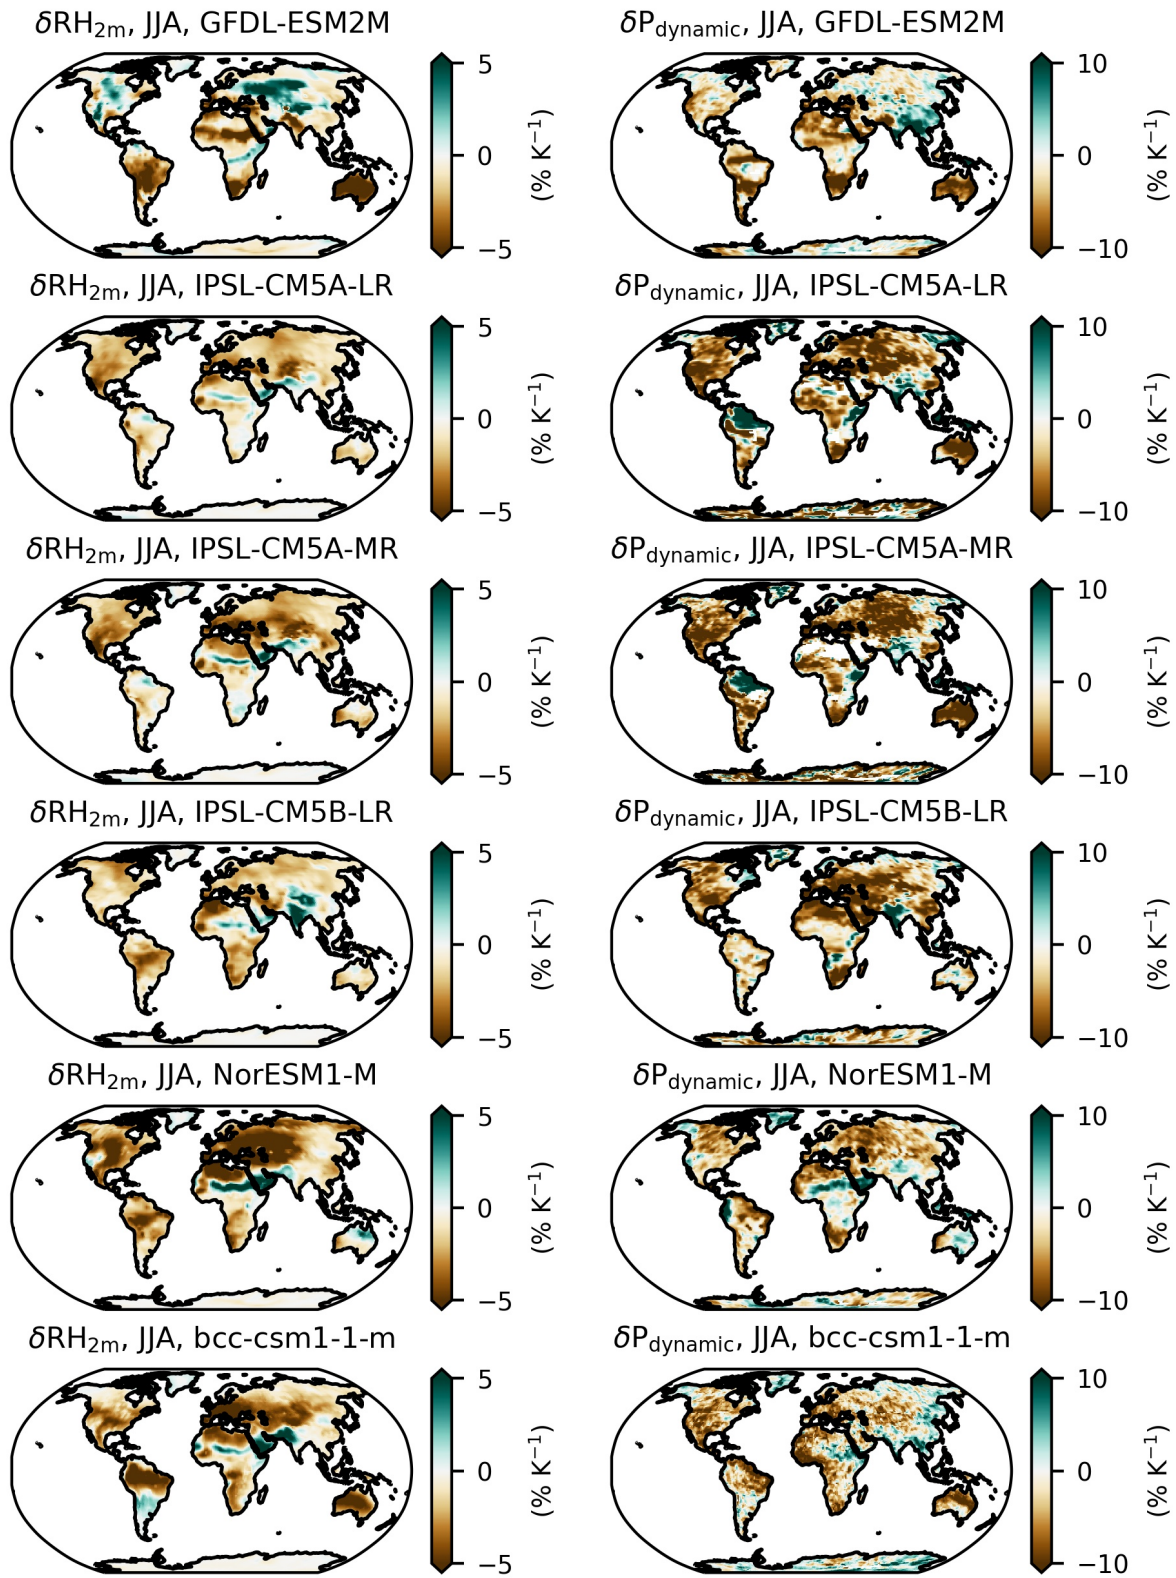 δRH2m, JJA, GFDL-ESM2M
5
0
−5
(% K−1)
δPdynamic, JJA, GFDL-ESM2M
10
0
−10
(% K−1)
δRH2m, JJA, IPSL-CM5A-LR
5
0
−5
(% K−1)
δPdynamic, JJA, IPSL-CM5A-LR
10
0
−10
(% K−1)
δRH2m, JJA, IPSL-CM5A-MR
5
0
−5
(% K−1)
δPdynamic, JJA, IPSL-CM5A-MR
10
0
−10
(% K−1)
δRH2m, JJA, IPSL-CM5B-LR
5
0
−5
(% K−1)
δPdynamic, JJA, IPSL-CM5B-LR
10
0
−10
(% K−1)
δRH2m, JJA, NorESM1-M
5
0
−5
(% K−1)
δPdynamic, JJA, NorESM1-M
10
0
−10
(% K−1)
δRH2m, JJA, bcc-csm1-1-m
5
0
−5
(% K−1)
δPdynamic, JJA, bcc-csm1-1-m
10
0
−10
(% K−1)